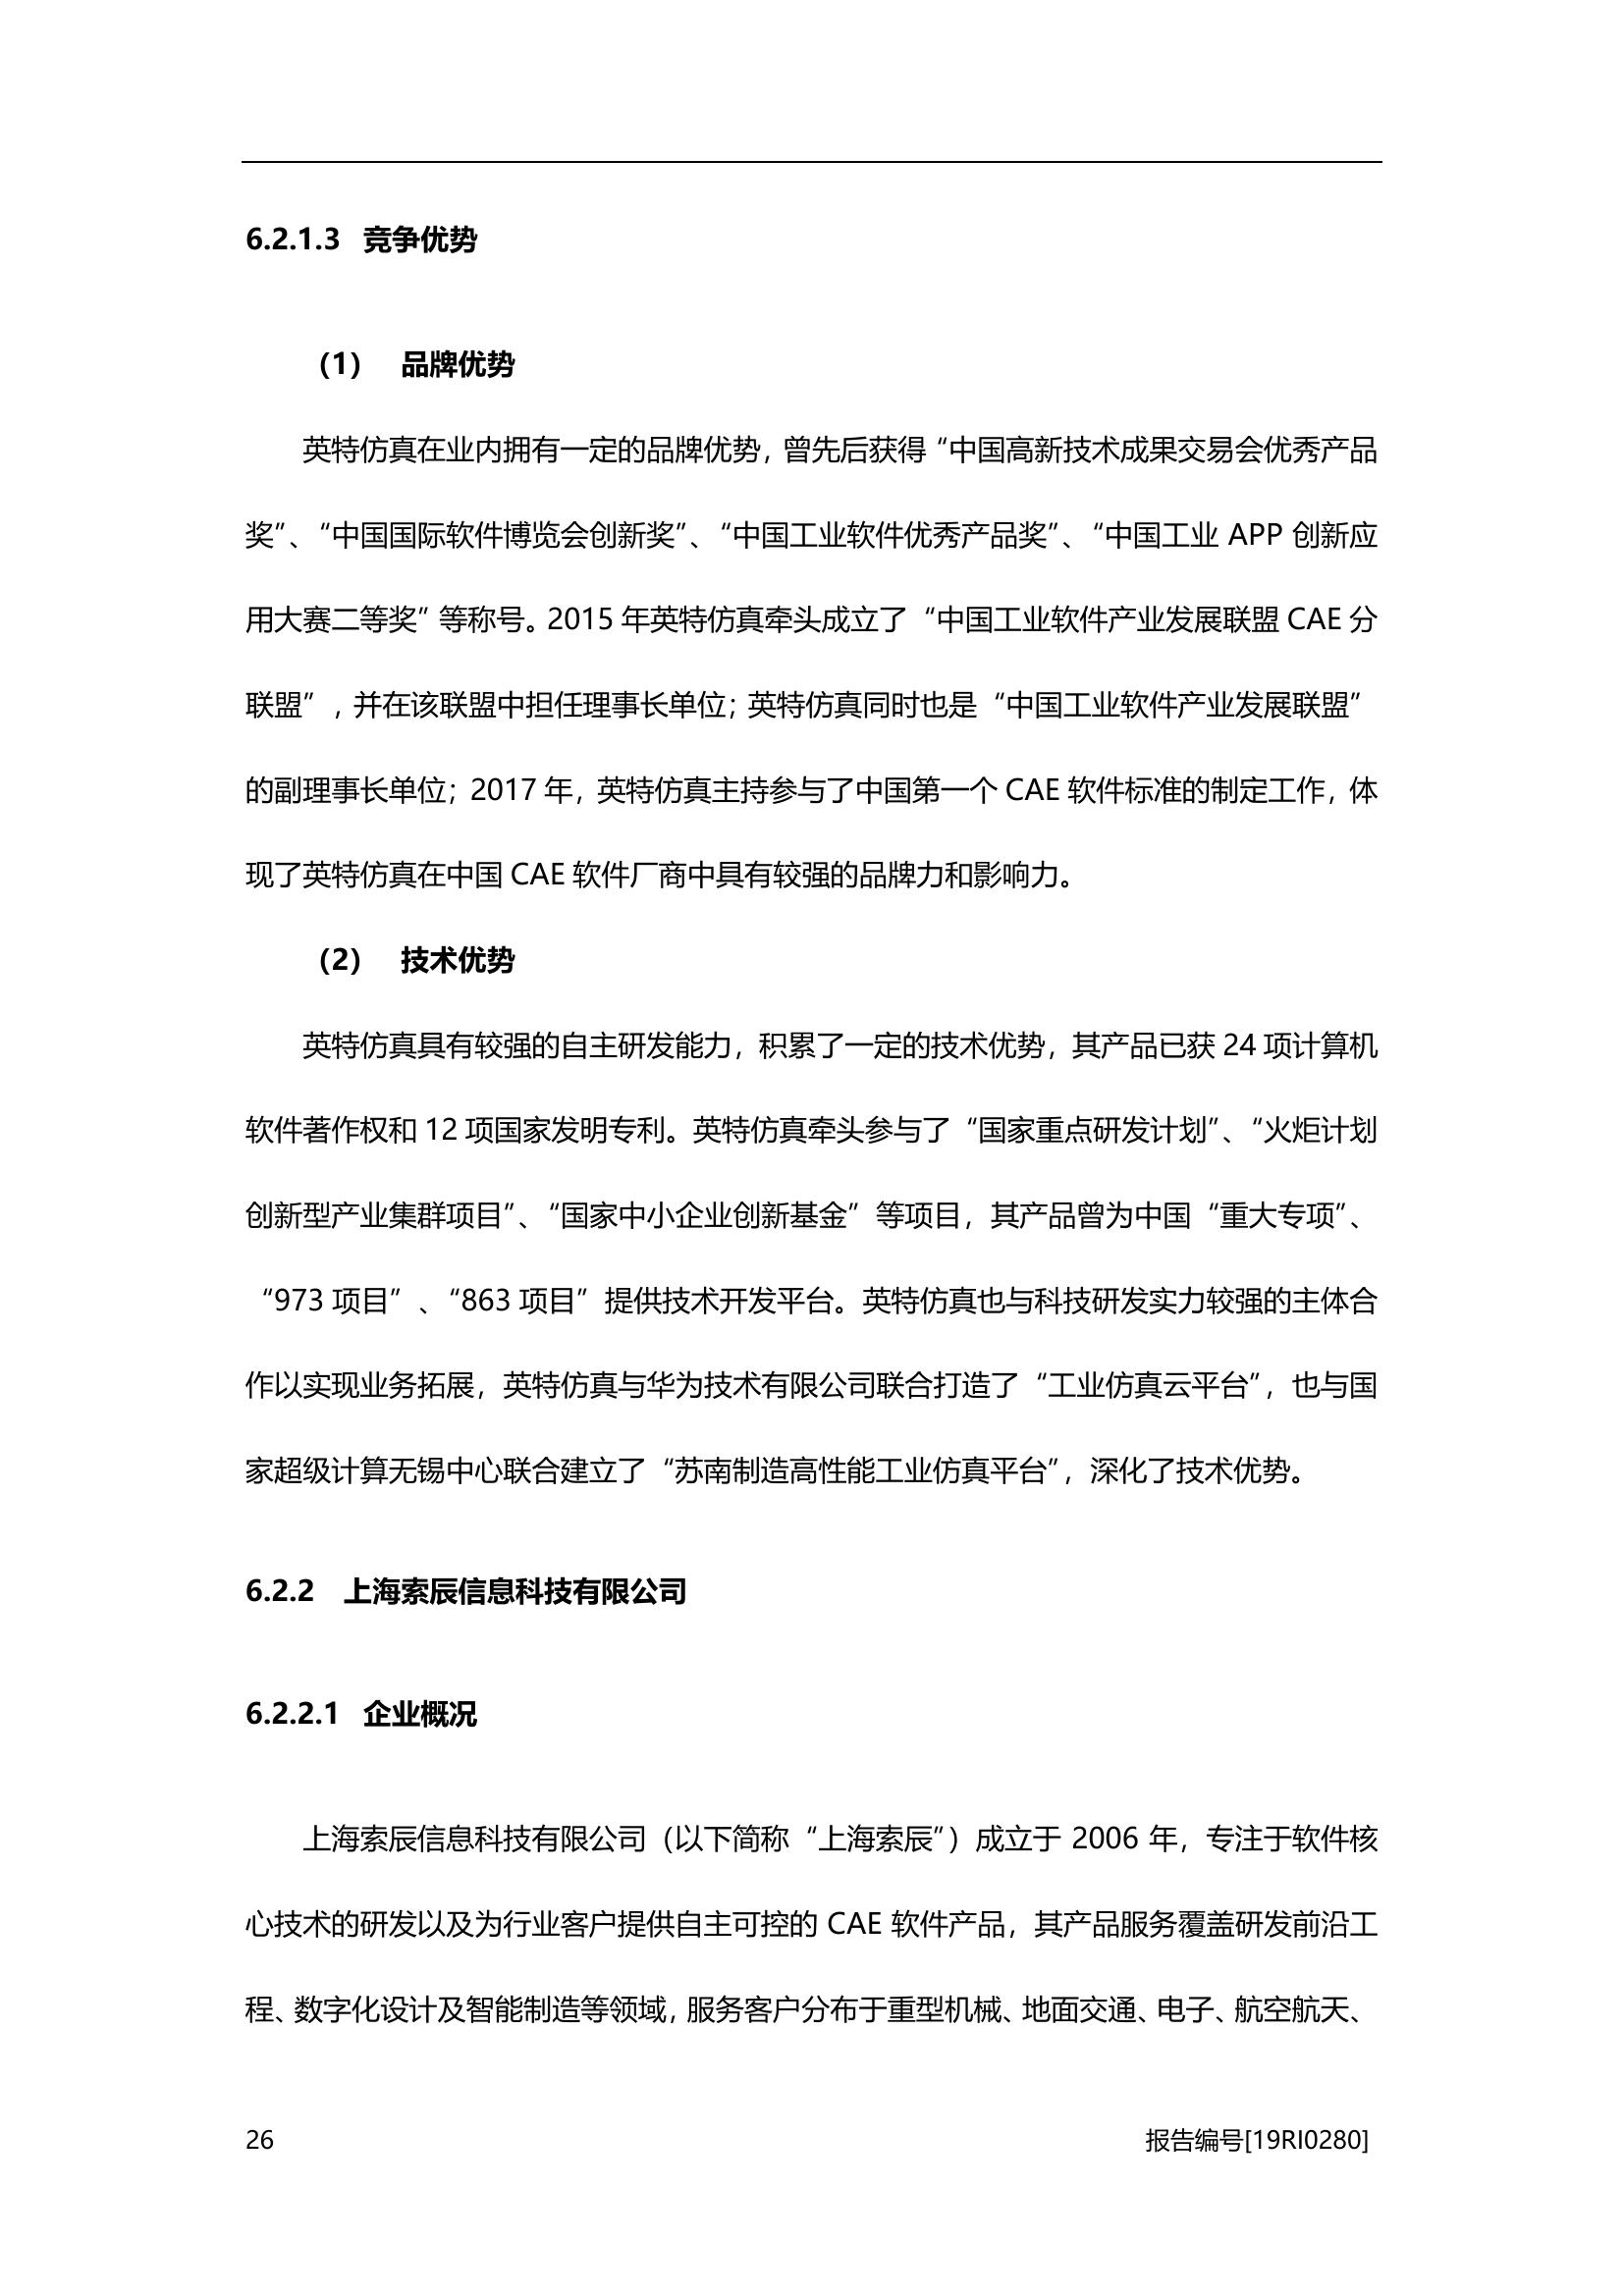 6.2.1.3 竞争优势
（1） 品牌优势
英特仿真在业内拥有一定的品牌优势，曾先后获得“中国高新技术成果交易会优秀产品
奖”、“中国国际软件博览会创新奖”、“中国工业软件优秀产品奖”、“中国工业 APP 创新应
用大赛二等奖”等称号。2015 年英特仿真牵头成立了“中国工业软件产业发展联盟 CAE 分
联盟”，并在该联盟中担任理事长单位；英特仿真同时也是“中国工业软件产业发展联盟”
的副理事长单位；2017 年，英特仿真主持参与了中国第一个 CAE 软件标准的制定工作，体
现了英特仿真在中国 CAE 软件厂商中具有较强的品牌力和影响力。
（2） 技术优势
英特仿真具有较强的自主研发能力，积累了一定的技术优势，其产品已获 24 项计算机
软件著作权和 12 项国家发明专利。英特仿真牵头参与了“国家重点研发计划”、“火炬计划
创新型产业集群项目”、“国家中小企业创新基金”等项目，其产品曾为中国“重大专项”、
“973 项目”、“863 项目”提供技术开发平台。英特仿真也与科技研发实力较强的主体合
作以实现业务拓展，英特仿真与华为技术有限公司联合打造了“工业仿真云平台”，也与国
家超级计算无锡中心联合建立了“苏南制造高性能工业仿真平台”，深化了技术优势。
6.2.2 上海索辰信息科技有限公司
6.2.2.1 企业概况
上海索辰信息科技有限公司（以下简称“上海索辰”）成立于 2006 年，专注于软件核
心技术的研发以及为行业客户提供自主可控的 CAE 软件产品，其产品服务覆盖研发前沿工
程、数字化设计及智能制造等领域，服务客户分布于重型机械、地面交通、电子、航空航天、
26 报告编号[19RI0280]